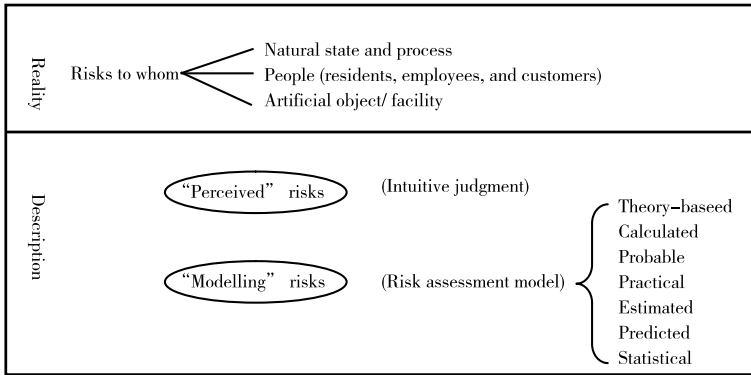 Reality
Risks to whom
Natural state and process
People (residents, employees, and customers)
Artificial object/ facility
Description
“Perceived” risks
(Intuitive judgment)
“Modelling” risks
(Risk assessment model)
Theory-baseed
Calculated
Probable
Practical
Estimated
Predicted
Statistical